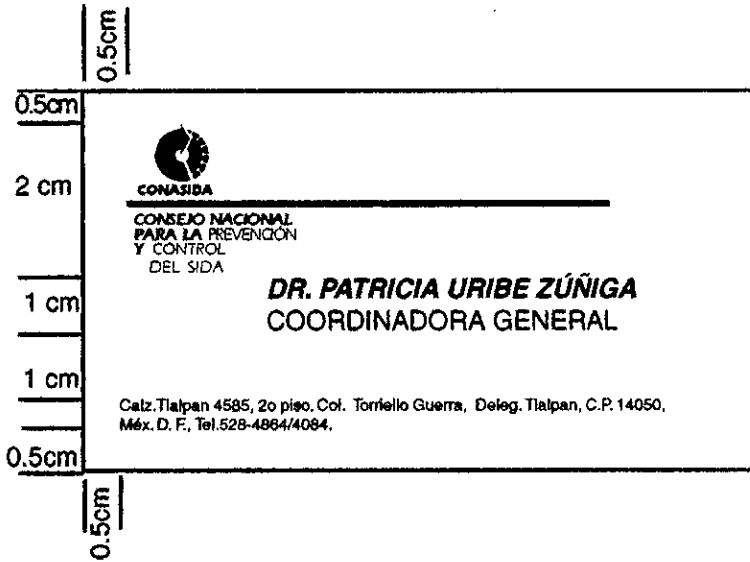 0.5cm
0.5cm
2 cm
CONASIDA
CONSEJO NACIONAL
PARA LA PREVENCIÓN
Y CONTROL
DEL SIDA
1 cm
DR. PATRICIA URIBE ZÚÑIGA
COORDINADORA GENERAL
1 cm
Calz.Tlalpan 4585, 2o piso, Col. Torriello Guerra, Deleg. Tlalpan, C.P. 14050,
Méx. D. F., Tel.528-4864/4084.
0.5cm
0.5cm